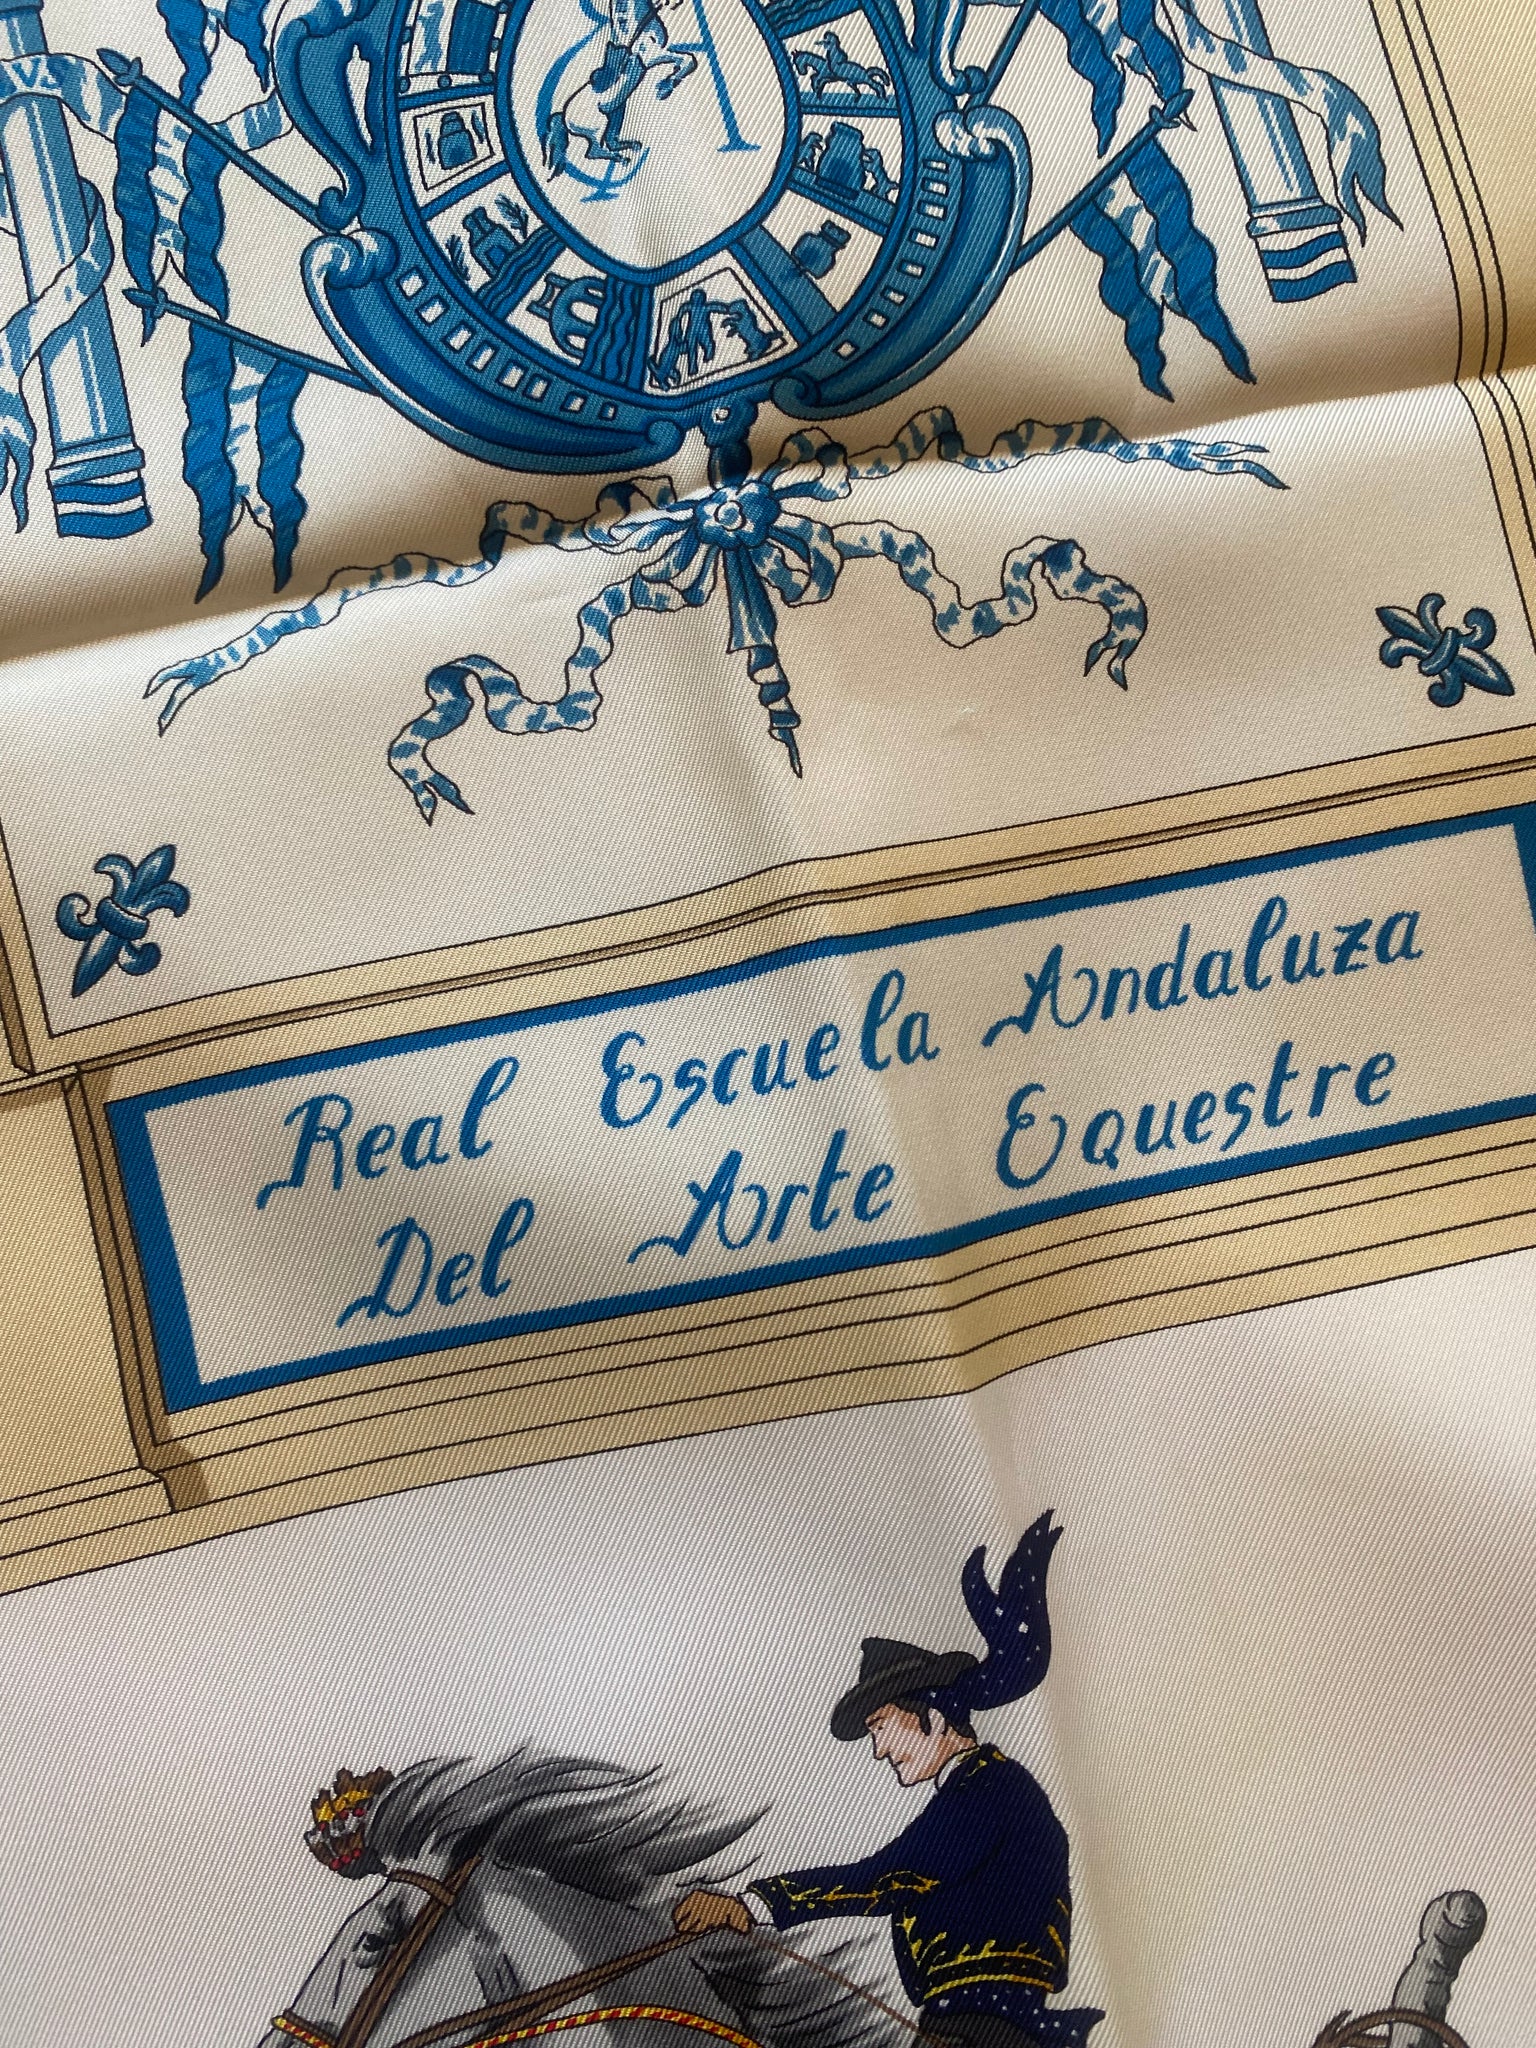 Real Escuela Andaluza
Del Arte Equestre